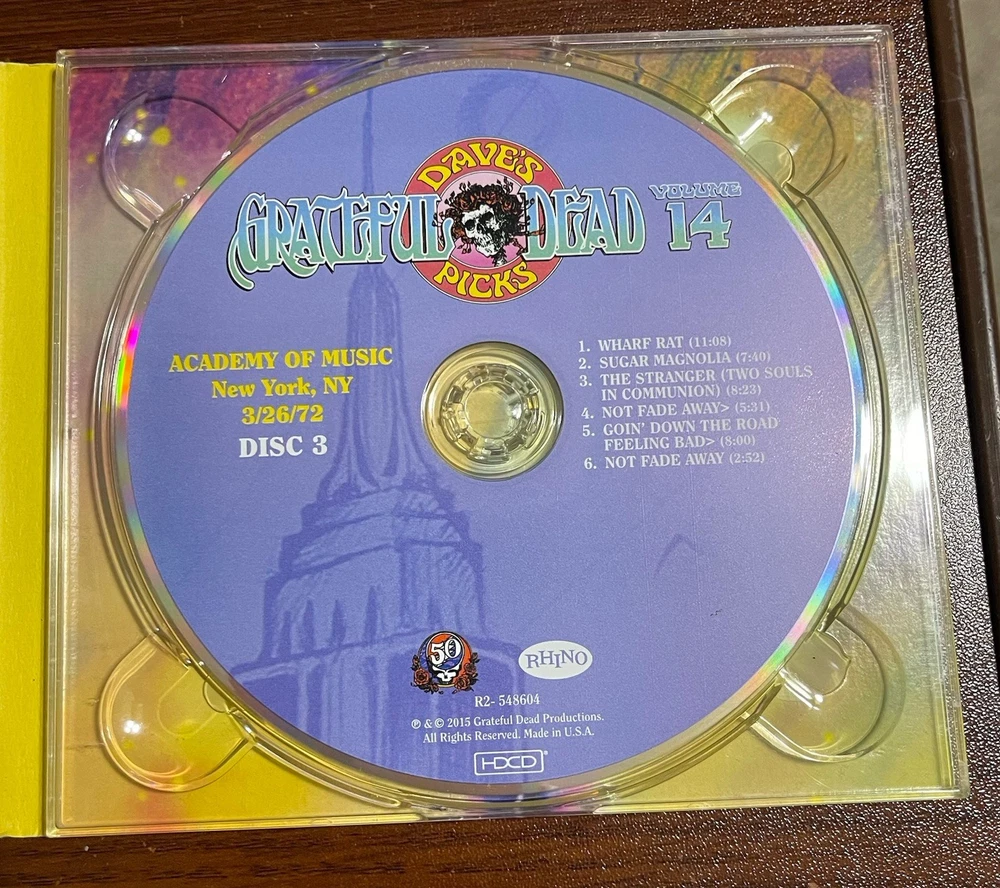 DAVE'S
GRATEFUL DEAD
VOLUME
14
PICKS
ACADEMY OF MUSIC
New York, NY
3/26/72
DISC 3
1. WHARF RAT (11:08)
2. SUGAR MAGNOLIA (7:40)
3. THE STRANGER (TWO SOULS
IN COMMUNION) (8:23)
4. NOT FADE AWAY> (5:31)
5. GOIN' DOWN THE ROAD
FEELING BAD> (8:00)
6. NOT FADE AWAY (2:52)
50
RHINO
R2- 548604
℗ & © 2015 Grateful Dead Productions.
All Rights Reserved. Made in U.S.A.
HDCD®